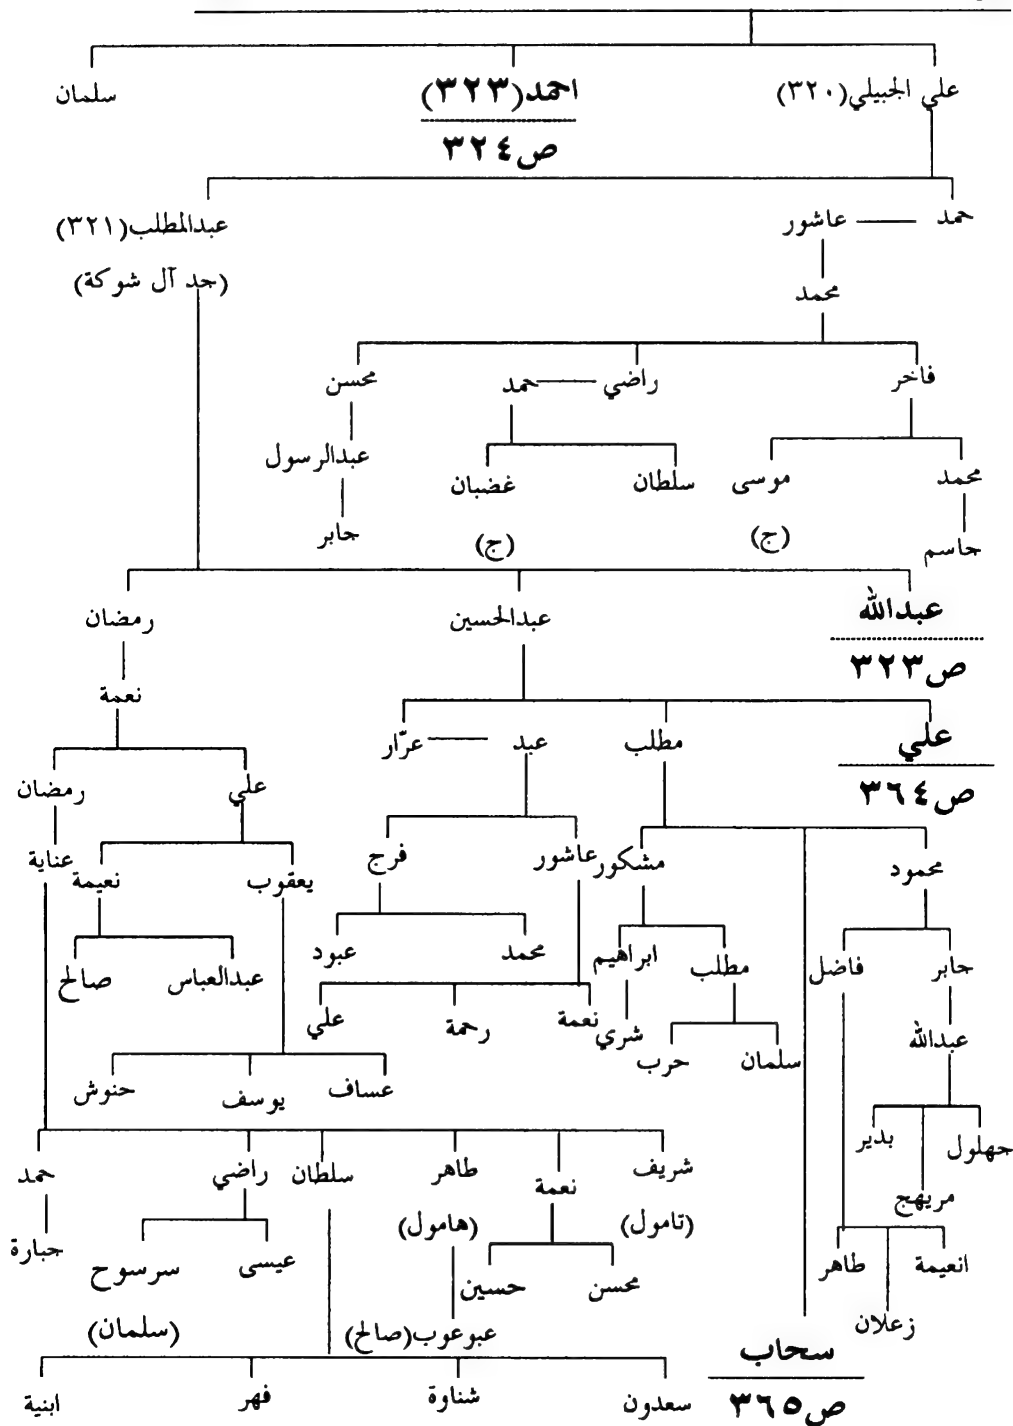 علي الجبيلي(٣٢٠) احمد(٣٢٣) سلمان
ص٣٢٤
حمد عاشور عبدالمطلب(٣٢١)
(جد آل شوكة)
محمد
فاخر راضي حمد محسن
عبدالرسول
محمد موسى سلطان غضبان
جاسم (ج) (ج) جابر
عبدالله عبدالحسين رمضان
ص٣٢٣
نعمة
علي مطلب عبد عرّار
ص٣٦٤
علي رمضان
محمود مشكور عاشور فرج يعقوب نعيمة عناية
جابر فاضل مطلب ابراهيم محمد عبود عبدالعباس صالح
عبدالله سلمان حرب شري نعمة رحمة علي
عساف يوسف حنوش
جهلول بدير شريف نعمة طاهر سلطان راضي حمد
مريهج (تامول) (هامول)
انعيمة طاهر محسن حسين عيسى سرسوح جبارة
زعلان عبوعوب(صالح) (سلمان)
سحاب
ص٣٦٥
سعدون شناوة فهر ابنية